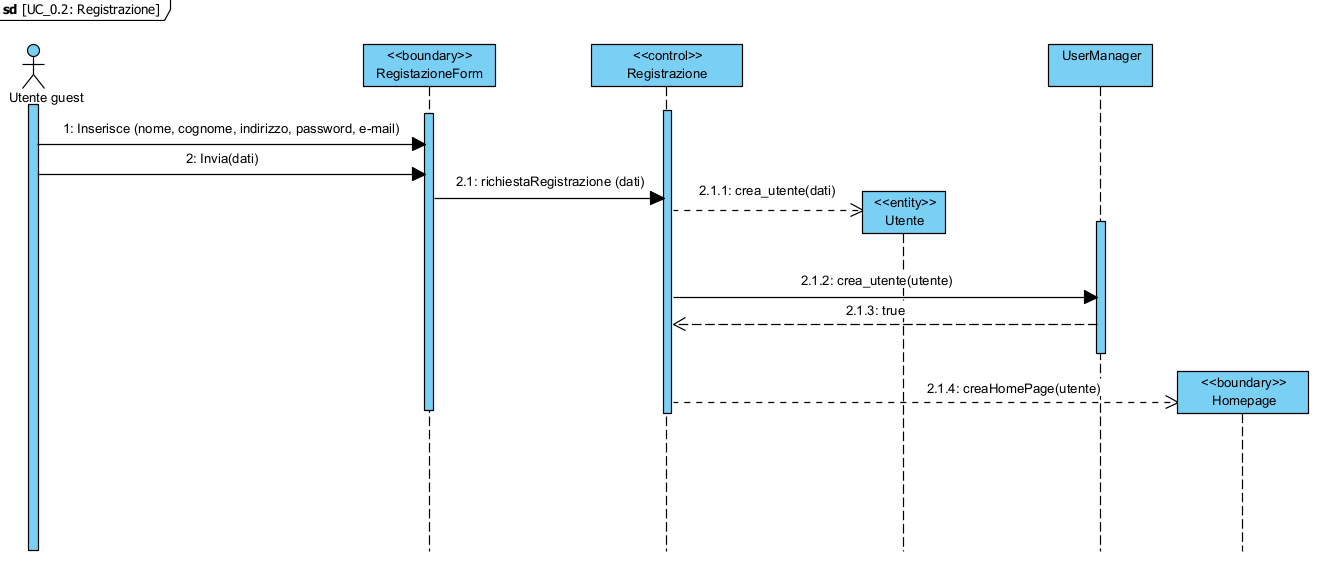 sd [UC_0.2: Registrazione]
Utente guest
<<boundary>>
RegistazioneForm
<<control>>
Registrazione
UserManager
1: Inserisce (nome, cognome, indirizzo, password, e-mail)
2: Invia(dati)
2.1: richiestaRegistrazione (dati)
2.1.1: crea_utente(dati)
<<entity>>
Utente
2.1.2: crea_utente(utente)
2.1.3: true
2.1.4: creaHomePage(utente)
<<boundary>>
Homepage